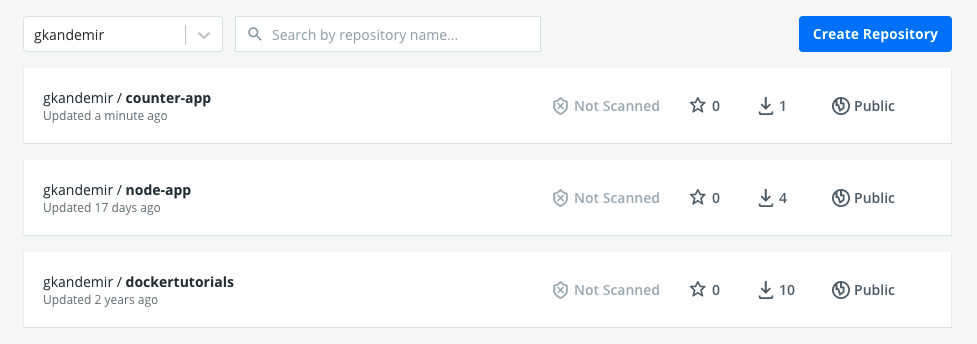 gkandemir Search by repository name... Create Repository
gkandemir / counter-app Not Scanned 0 1 Public
Updated a minute ago
gkandemir / node-app Not Scanned 0 4 Public
Updated 17 days ago
gkandemir / dockertutorials Not Scanned 0 10 Public
Updated 2 years ago